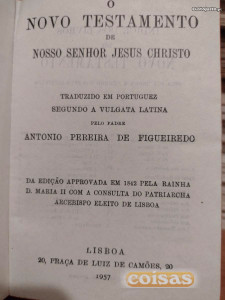 O
NOVO TESTAMENTO
DE
NOSSO SENHOR JESUS CHRISTO
TRADUZIDO EM PORTUGUEZ
SEGUNDO A VULGATA LATINA
PELO PADRE
ANTONIO PEREIRA DE FIGUEIREDO
DA EDIÇÃO APPROVADA EM 1842 PELA RAINHA
D. MARIA II COM A CONSULTA DO PATRIARCHA
ARCEBISPO ELEITO DE LISBOA
LISBOA
20, PRAÇA DE LUIZ DE CAMÕES, 20
1957
coisas